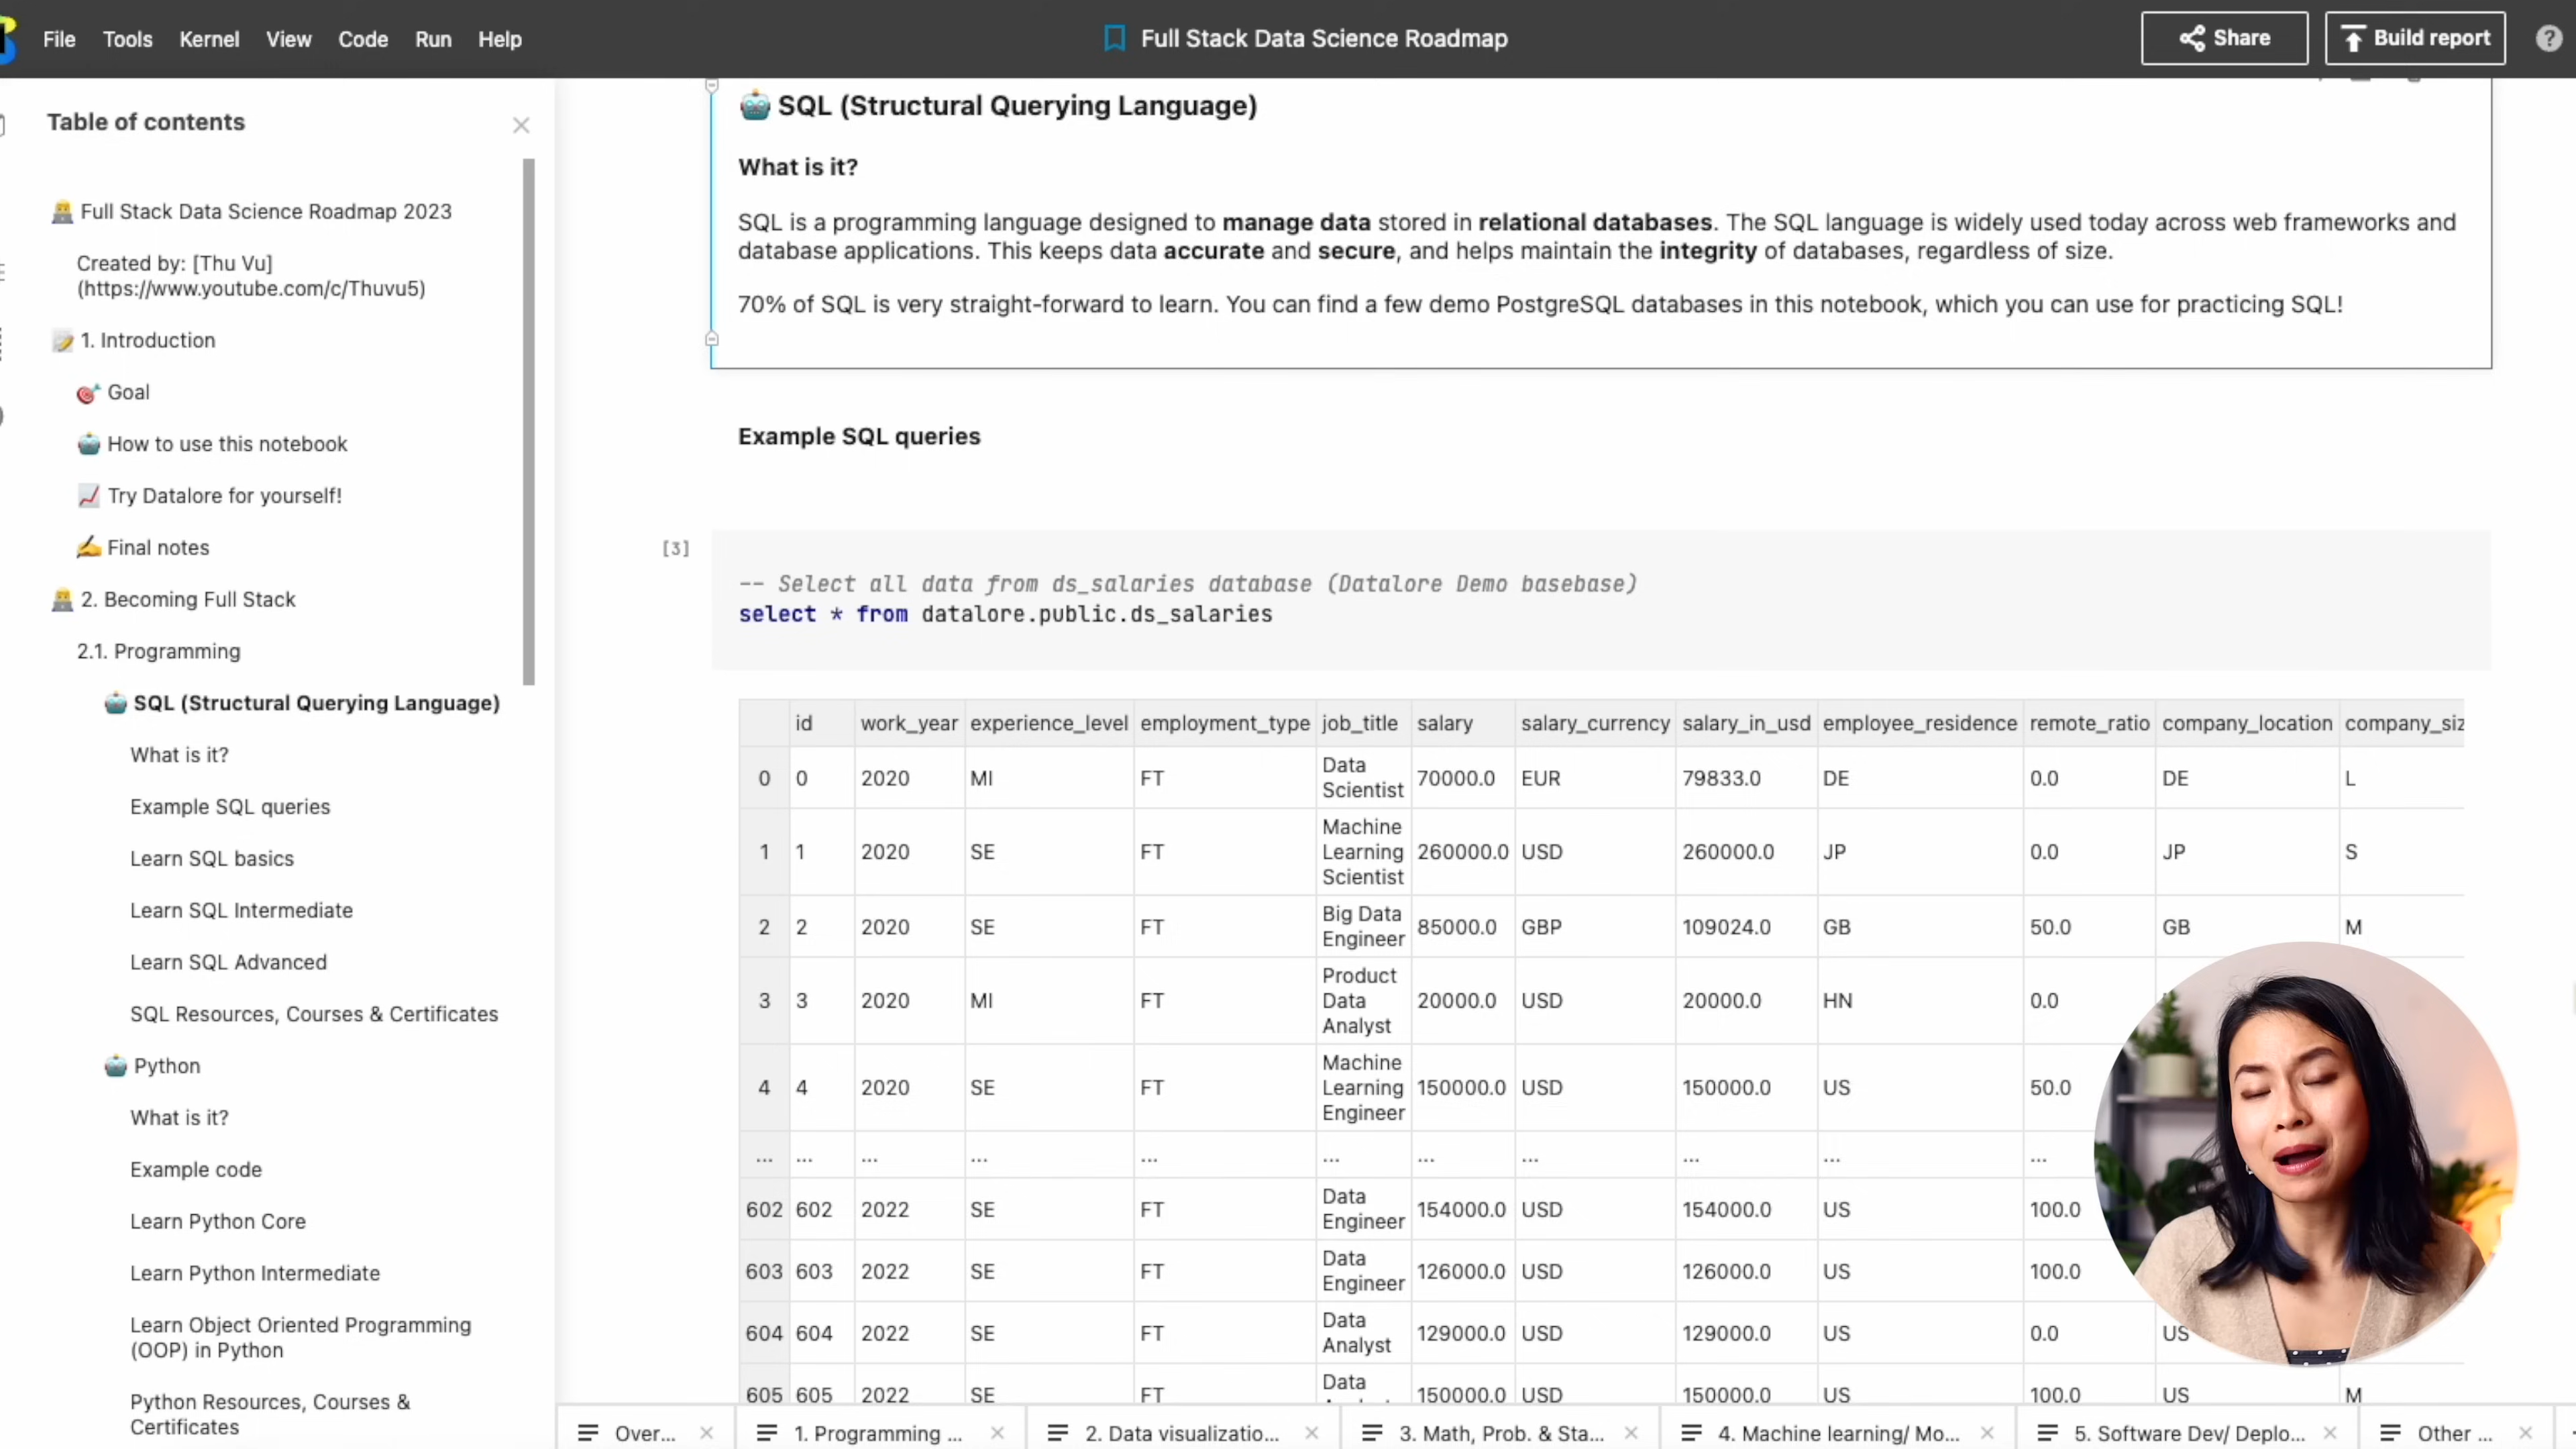 File Tools Kernel View Code Run Help
Full Stack Data Science Roadmap
Share
Build report
?
Table of contents
Full Stack Data Science Roadmap 2023
Created by: [Thu Vu]
(https://www.youtube.com/c/Thuvu5)
1. Introduction
Goal
How to use this notebook
Try Datalore for yourself!
Final notes
2. Becoming Full Stack
2.1. Programming
SQL (Structural Querying Language)
What is it?
Example SQL queries
Learn SQL basics
Learn SQL Intermediate
Learn SQL Advanced
SQL Resources, Courses & Certificates
Python
What is it?
Example code
Learn Python Core
Learn Python Intermediate
Learn Object Oriented Programming
(OOP) in Python
Python Resources, Courses &
Certificates
SQL (Structural Querying Language)
What is it?
SQL is a programming language designed to manage data stored in relational databases. The SQL language is widely used today across web frameworks and
database applications. This keeps data accurate and secure, and helps maintain the integrity of databases, regardless of size.
70% of SQL is very straight-forward to learn. You can find a few demo PostgreSQL databases in this notebook, which you can use for practicing SQL!
Example SQL queries
[3]
-- Select all data from ds_salaries database (Datalore Demo basebase)
select * from datalore.public.ds_salaries
id work_year experience_level employment_type job_title salary salary_currency salary_in_usd employee_residence remote_ratio company_location company_siz
0 0 2020 MI FT Data Scientist 70000.0 EUR 79833.0 DE 0.0 DE L
1 1 2020 SE FT Machine Learning Scientist 260000.0 USD 260000.0 JP 0.0 JP S
2 2 2020 SE FT Big Data Engineer 85000.0 GBP 109024.0 GB 50.0 GB M
3 3 2020 MI FT Product Data Analyst 20000.0 USD 20000.0 HN 0.0
4 4 2020 SE FT Machine Learning Engineer 150000.0 USD 150000.0 US 50.0
... ... ... ... ... ... ... ... ... ... ...
602 602 2022 SE FT Data Engineer 154000.0 USD 154000.0 US 100.0
603 603 2022 SE FT Data Engineer 126000.0 USD 126000.0 US 100.0
604 604 2022 SE FT Data Analyst 129000.0 USD 129000.0 US 0.0 US
605 605 2022 SE FT Data 150000.0 USD 150000.0 US 100.0 US M
Over... 1. Programming ... 2. Data visualizatio... 3. Math, Prob. & Sta... 4. Machine learning/ Mo... 5. Software Dev/ Deplo... Other ...